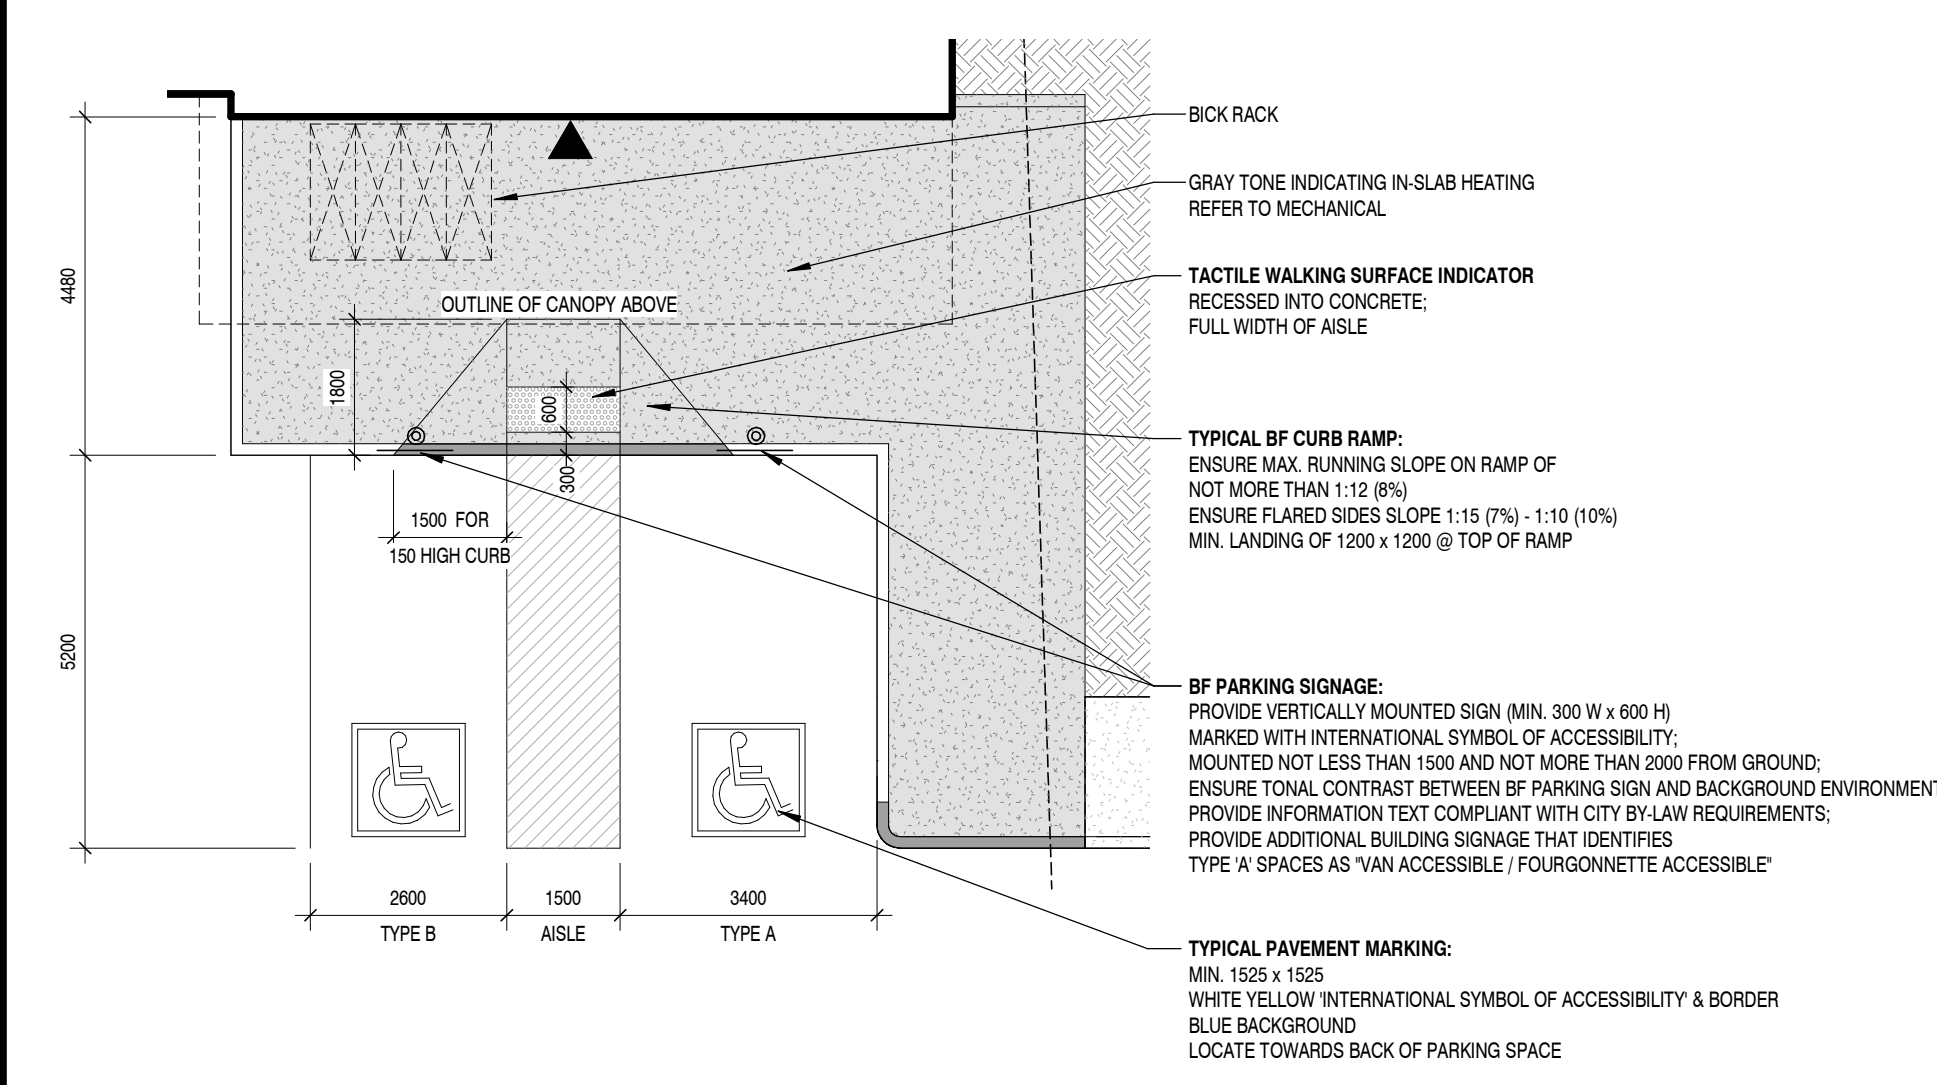 BICK RACK
GRAY TONE INDICATING IN-SLAB HEATING
REFER TO MECHANICAL
TACTILE WALKING SURFACE INDICATOR
RECESSED INTO CONCRETE;
FULL WIDTH OF AISLE
4480
OUTLINE OF CANOPY ABOVE
1800
600
300
TYPICAL BF CURB RAMP:
ENSURE MAX. RUNNING SLOPE ON RAMP OF
NOT MORE THAN 1:12 (8%)
ENSURE FLARED SIDES SLOPE 1:15 (7%) - 1:10 (10%)
MIN. LANDING OF 1200 x 1200 @ TOP OF RAMP
1500 FOR
150 HIGH CURB
5200
BF PARKING SIGNAGE:
PROVIDE VERTICALLY MOUNTED SIGN (MIN. 300 W x 600 H)
MARKED WITH INTERNATIONAL SYMBOL OF ACCESSIBILITY;
MOUNTED NOT LESS THAN 1500 AND NOT MORE THAN 2000 FROM GROUND;
ENSURE TONAL CONTRAST BETWEEN BF PARKING SIGN AND BACKGROUND ENVIRONMENT
PROVIDE INFORMATION TEXT COMPLIANT WITH CITY BY-LAW REQUIREMENTS;
PROVIDE ADDITIONAL BUILDING SIGNAGE THAT IDENTIFIES
TYPE 'A' SPACES AS "VAN ACCESSIBLE / FOURGONNETTE ACCESSIBLE"
2600
1500
3400
TYPE B
AISLE
TYPE A
TYPICAL PAVEMENT MARKING:
MIN. 1525 x 1525
WHITE YELLOW 'INTERNATIONAL SYMBOL OF ACCESSIBILITY' & BORDER
BLUE BACKGROUND
LOCATE TOWARDS BACK OF PARKING SPACE